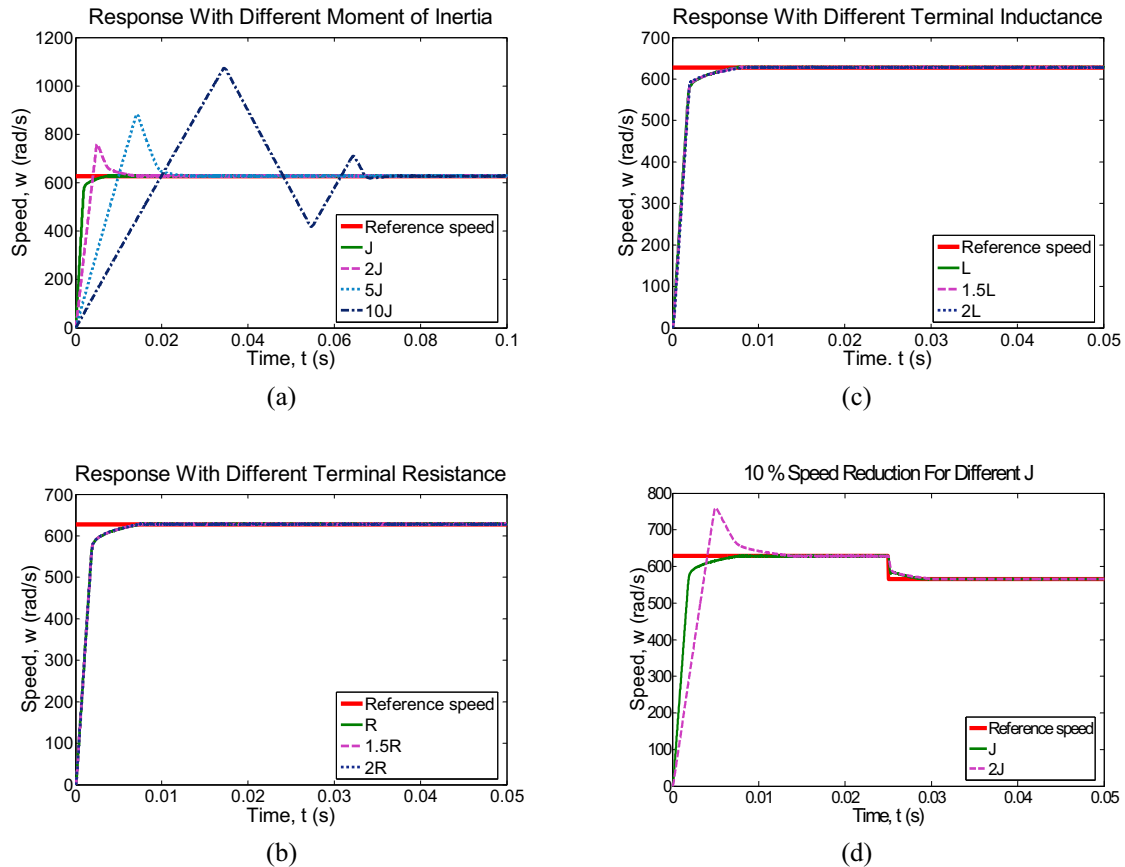 Response With Different Moment of Inertia
1200
1000
800
600
400
200
0
Speed, w (rad/s)
Reference speed
J
2J
5J
10J
0
0.02
0.04
0.06
0.08
0.1
Time, t (s)
(a)
Response With Different Terminal Inductance
700
600
500
400
300
200
100
0
Speed, w (rad/s)
Reference speed
L
1.5L
2L
0
0.01
0.02
0.03
0.04
0.05
Time. t (s)
(c)
Response With Different Terminal Resistance
700
600
500
400
300
200
100
0
Speed, w (rad/s)
Reference speed
R
1.5R
2R
0
0.01
0.02
0.03
0.04
0.05
Time, t (s)
(b)
10 % Speed Reduction For Different J
800
700
600
500
400
300
200
100
0
Speed, w (rad/s)
Reference speed
J
2J
0
0.01
0.02
0.03
0.04
0.05
Time, t (s)
(d)